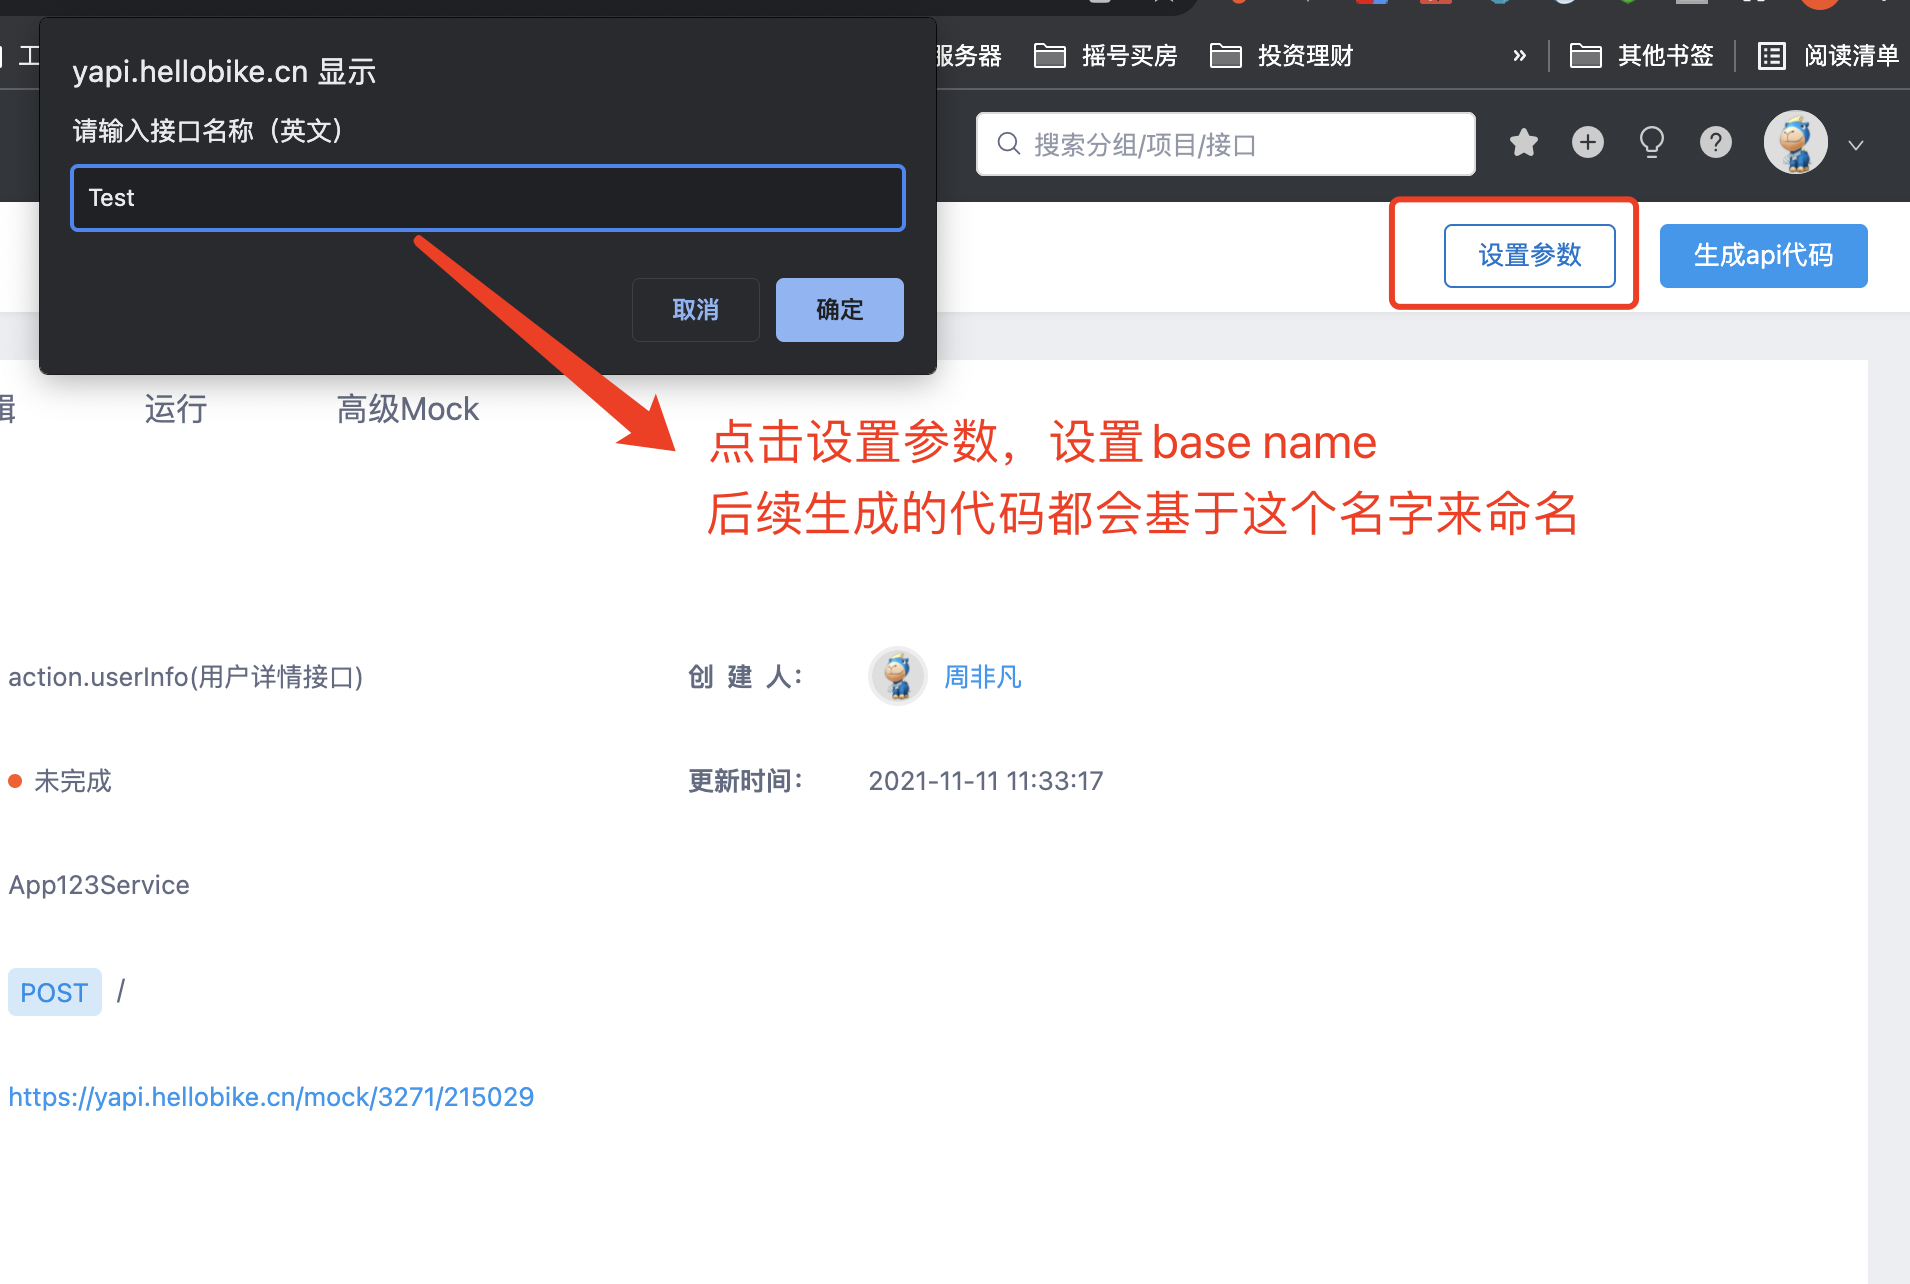 工
服务器
摇号买房
投资理财
»
其他书签
阅读清单
yapi.hellobike.cn 显示
请输入接口名称（英文）
Test
取消
确定
搜索分组/项目/接口
设置参数
生成api代码
运行
高级Mock
点击设置参数，设置base name
后续生成的代码都会基于这个名字来命名
action.userInfo(用户详情接口)
创 建 人：
周非凡
未完成
更新时间：
2021-11-11 11:33:17
App123Service
POST /
https://yapi.hellobike.cn/mock/3271/215029